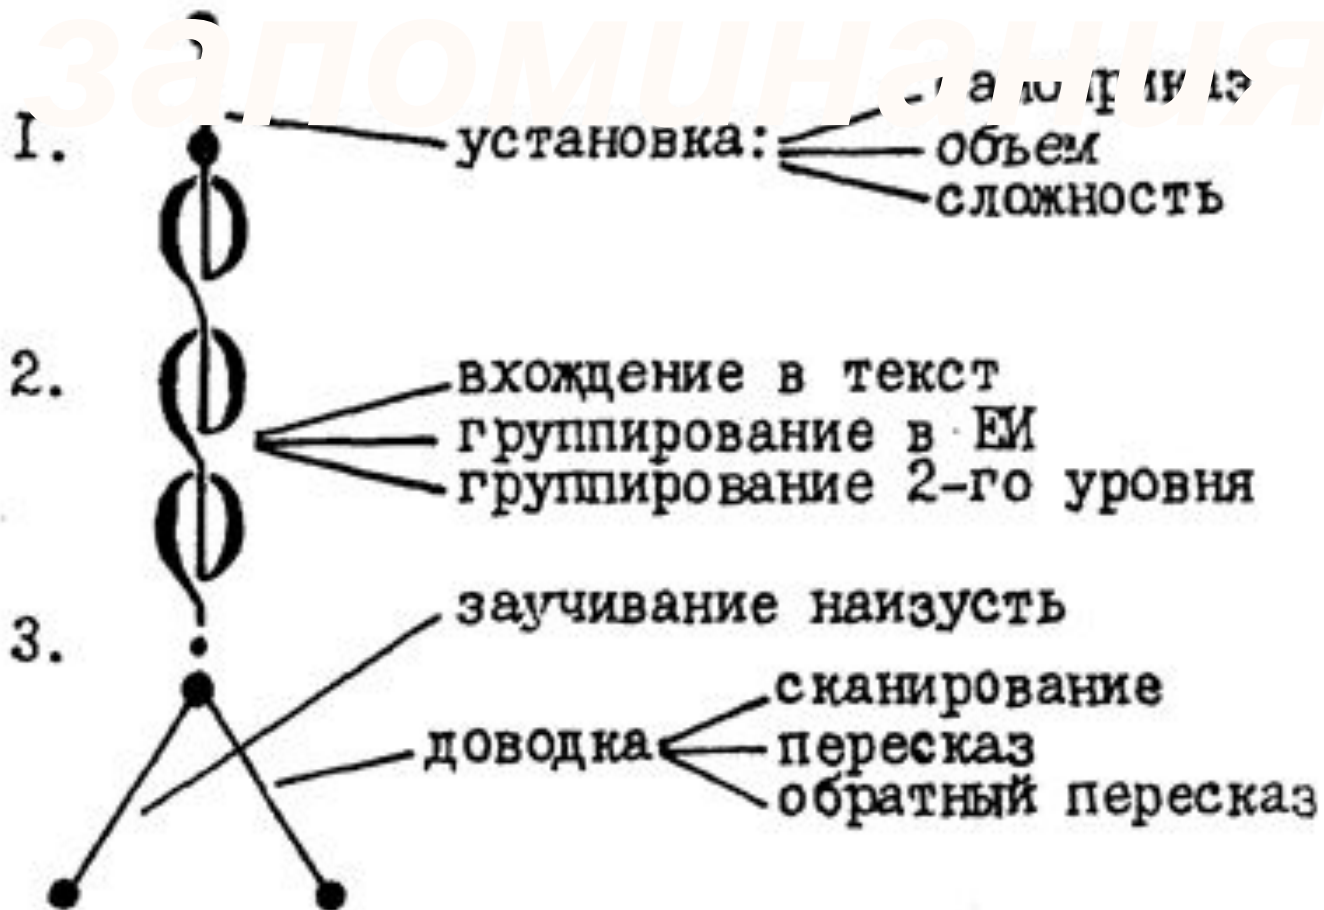 запоминания
1.
установка:
объем
сложность
2.
вхождение в текст
группирование в ЕИ
группирование 2-го уровня
3.
заучивание наизусть
сканирование
доводка
пересказ
обратный пересказ